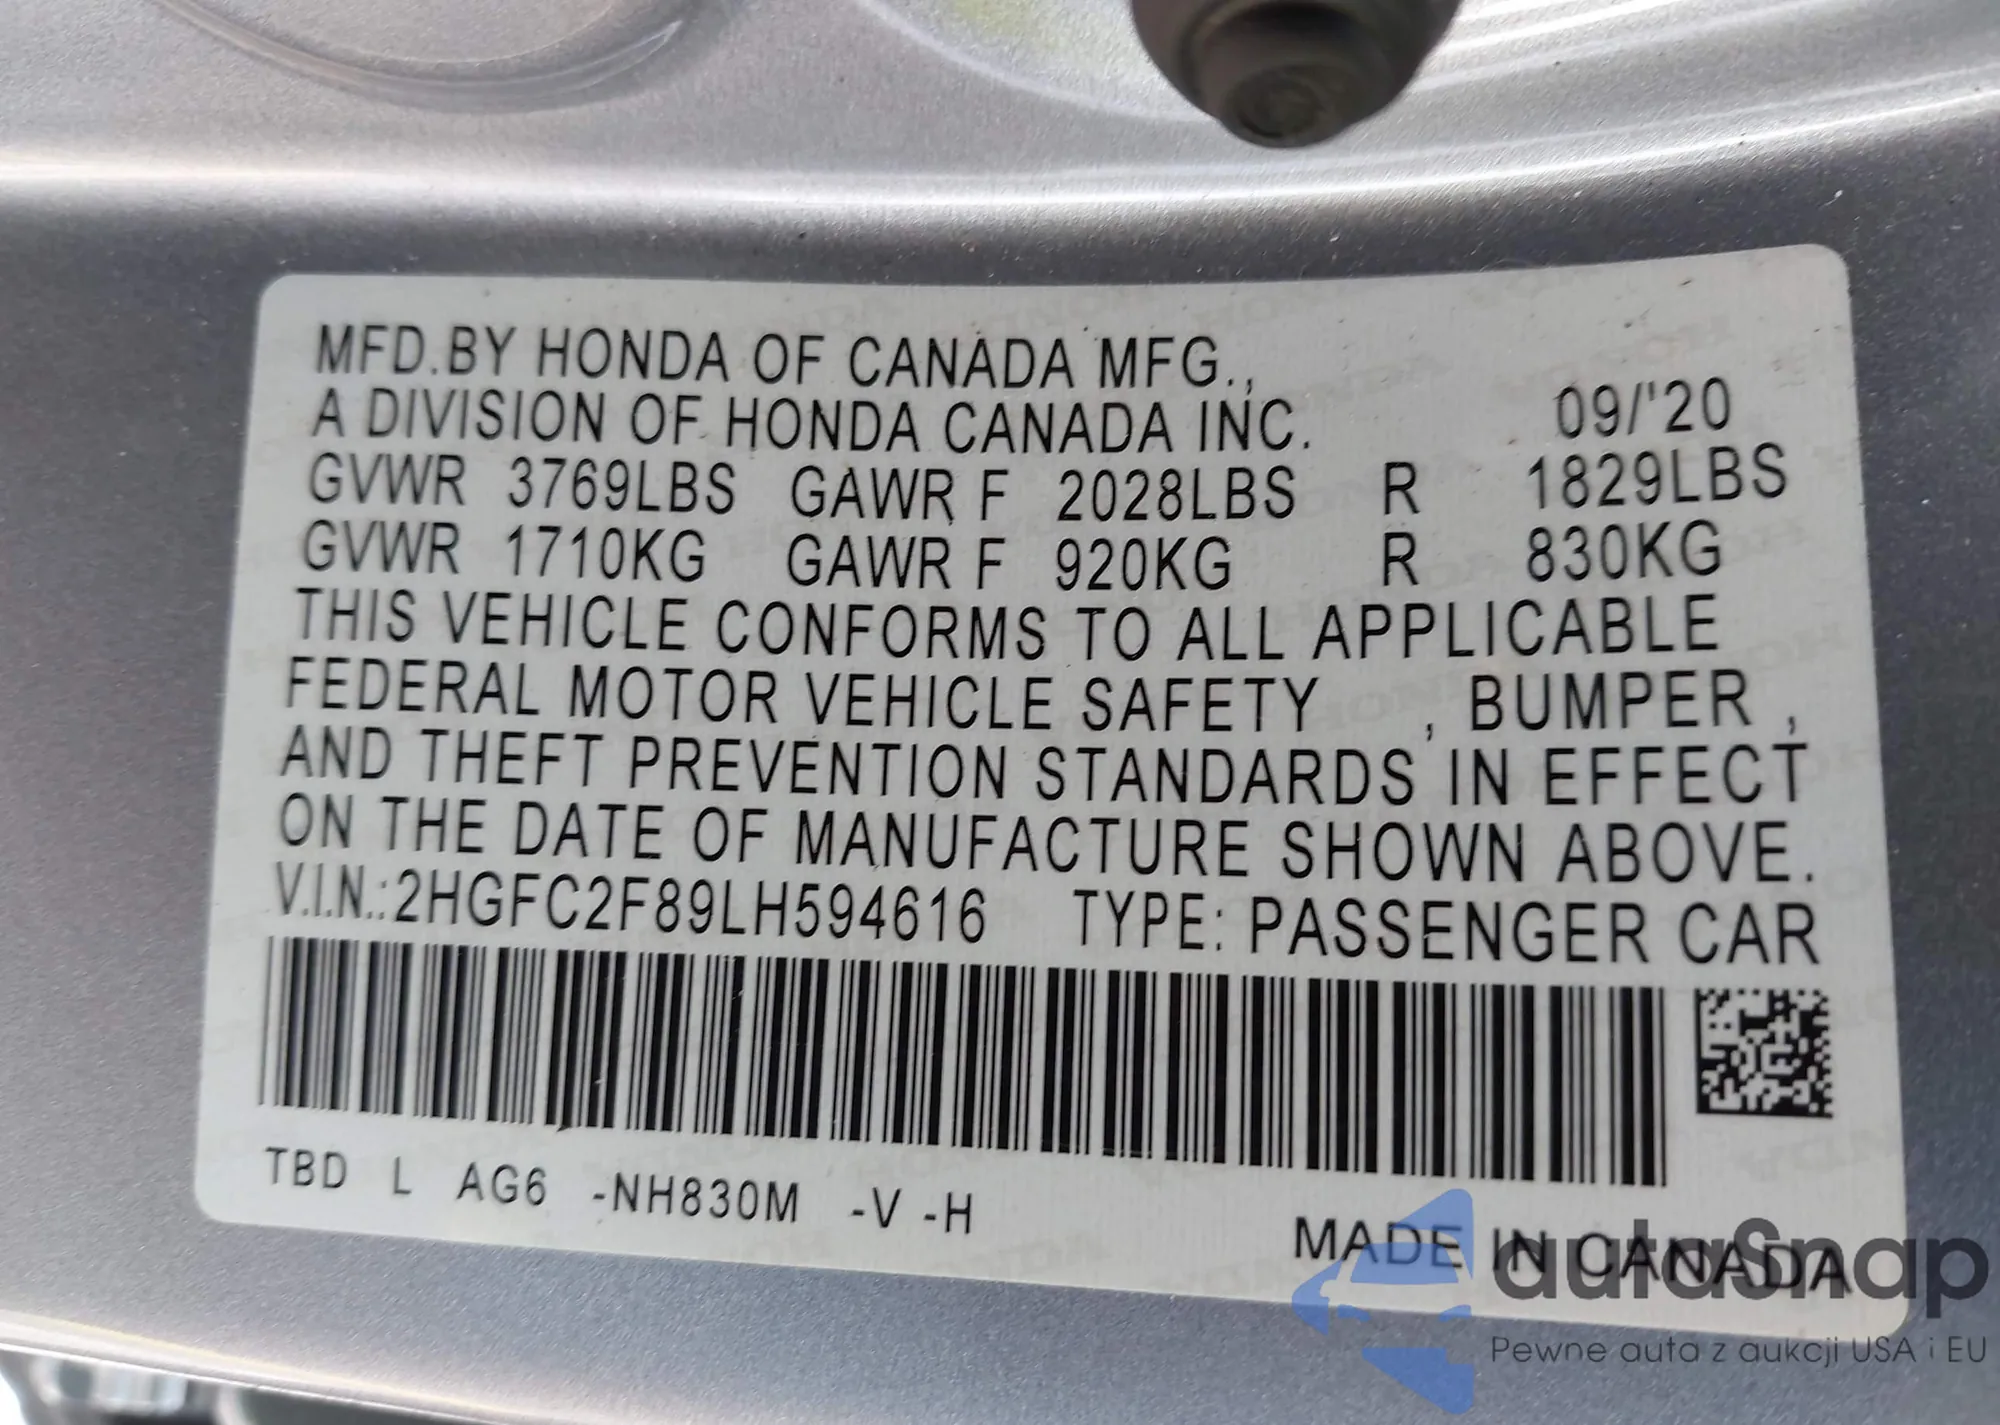 MFD.BY HONDA OF CANADA MFG.,
A DIVISION OF HONDA CANADA INC. 09/'20
GVWR 3769LBS GAWR F 2028LBS R 1829LBS
GVWR 1710KG GAWR F 920KG R 830KG
THIS VEHICLE CONFORMS TO ALL APPLICABLE
FEDERAL MOTOR VEHICLE SAFETY , BUMPER ,
AND THEFT PREVENTION STANDARDS IN EFFECT
ON THE DATE OF MANUFACTURE SHOWN ABOVE.
V.I.N.:2HGFC2F89LH594616 TYPE: PASSENGER CAR
TBD L AG6 -NH830M -V -H
MADE IN CANADA
autoSnap
Pewne auta z aukcji USA i EU